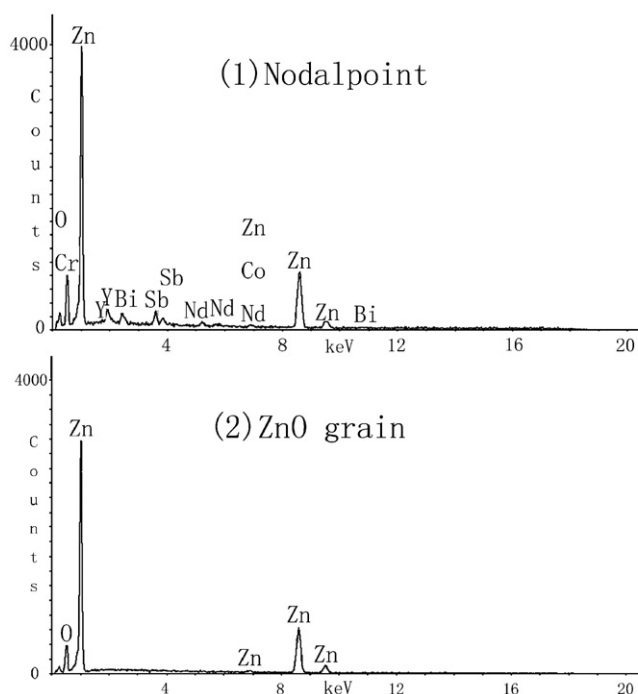 4000
Zn
(1)Nodalpoint
Counts
O
Zn
Cr
Sb
Co
Zn
Y
Y
Bi
Sb
Nd
Nd
Nd
Zn
Bi
0
4
8
keV
12
16
20
4000
Zn
(2) ZnO grain
Counts
O
Zn
Zn
Zn
0
4
8
keV
12
16
20